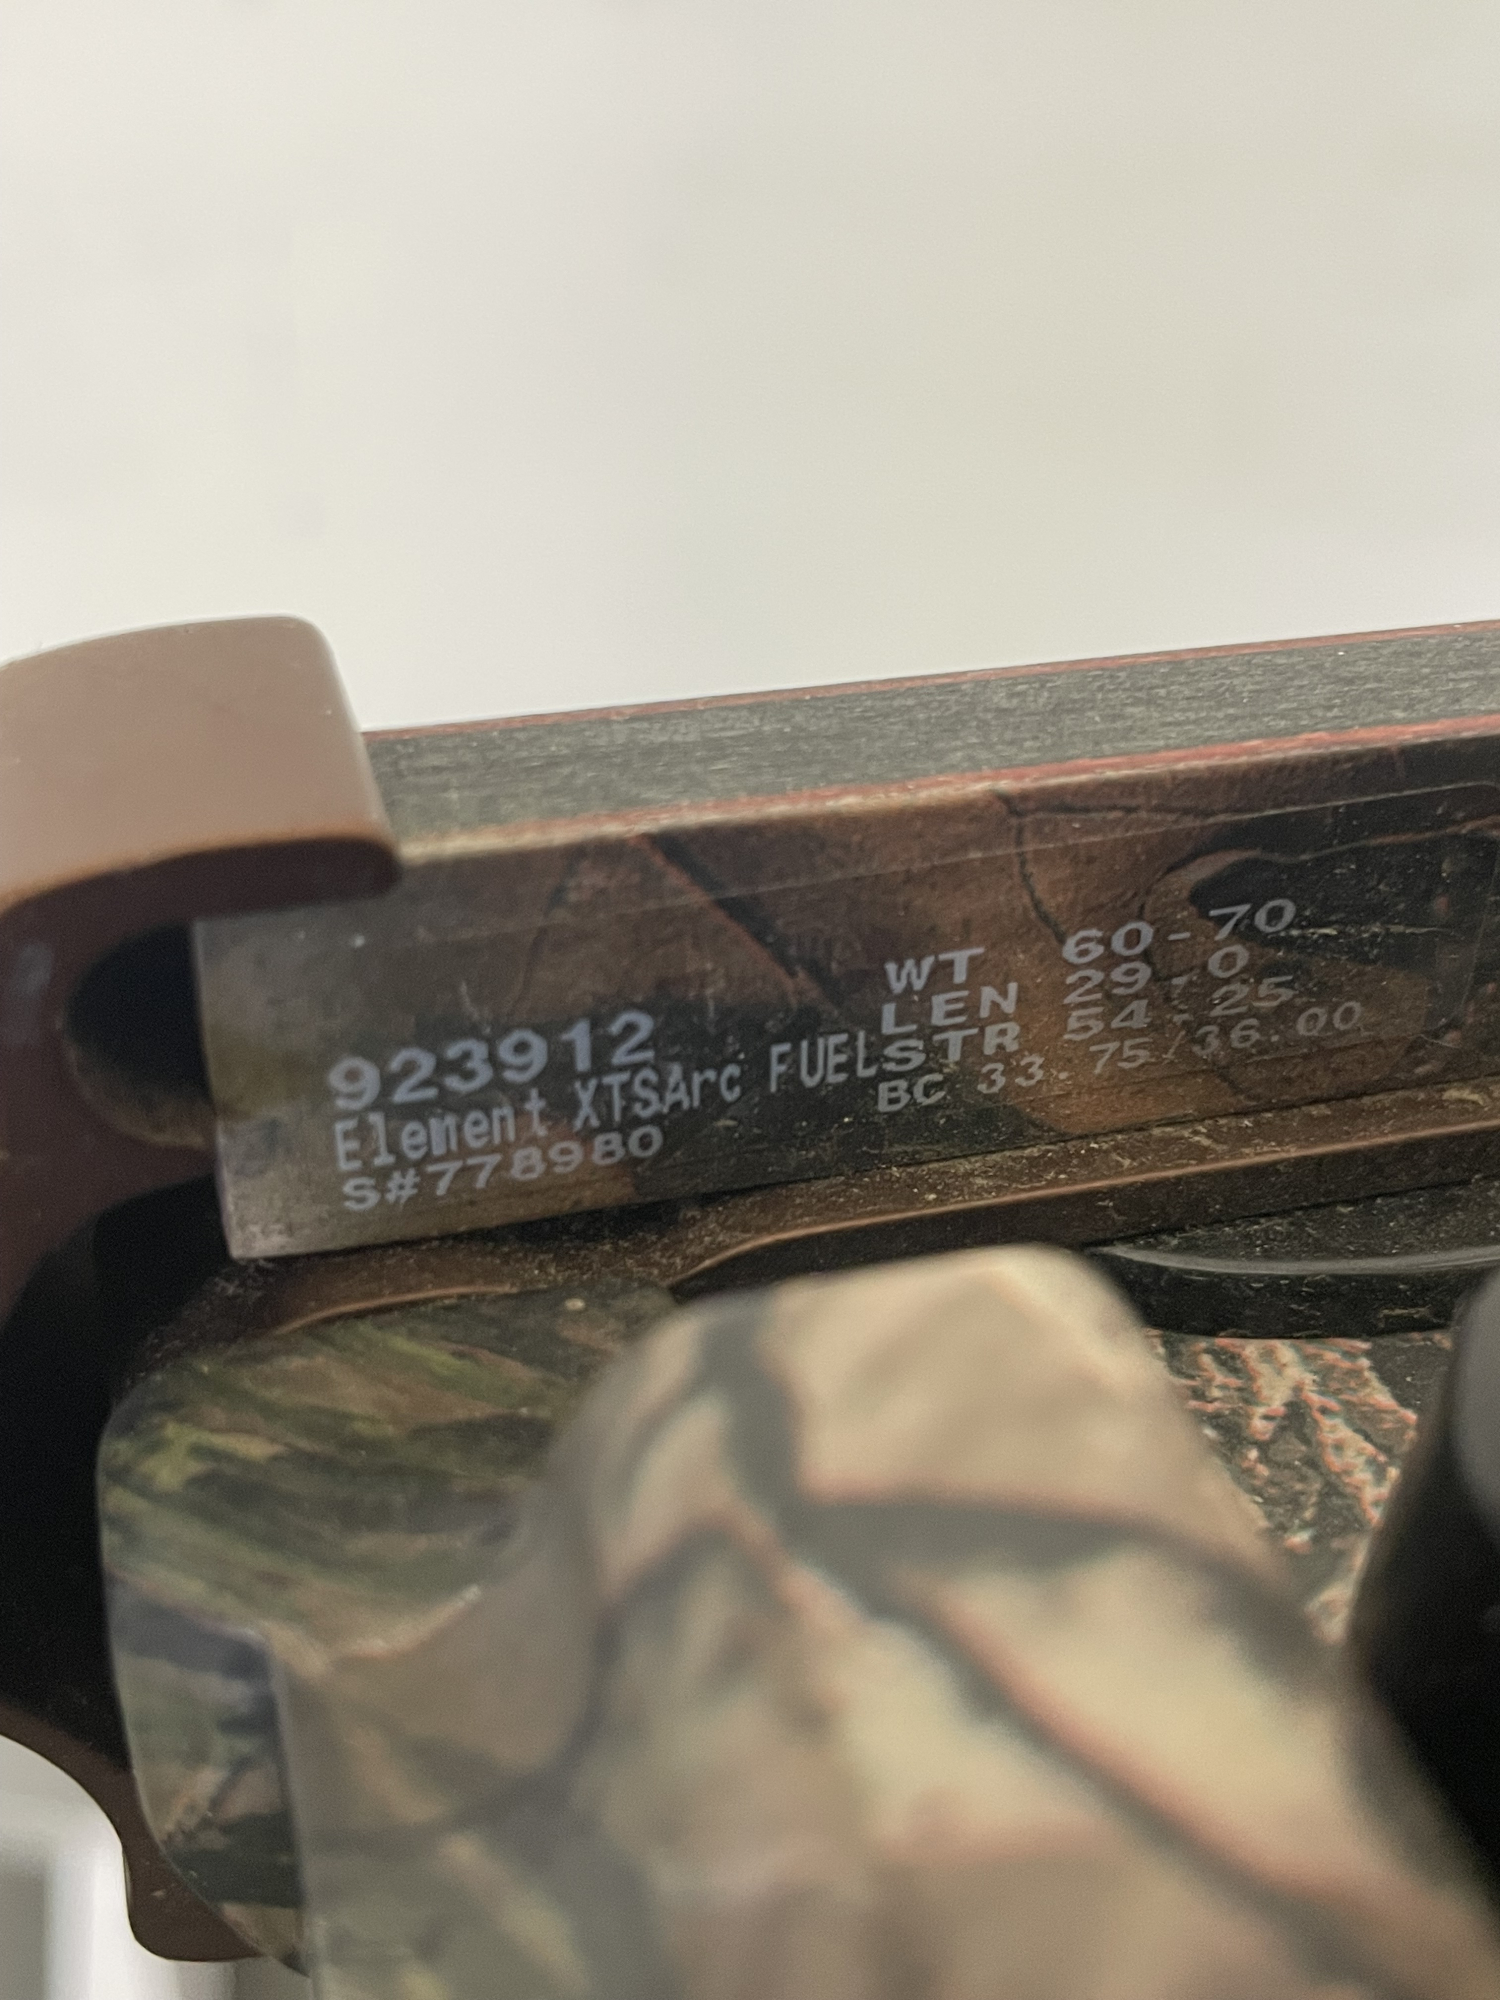 923912
Element XTSArc FUEL
S#778980
WT 60-70
LEN 29-0
STR 54-25
BC 33.75/36.00